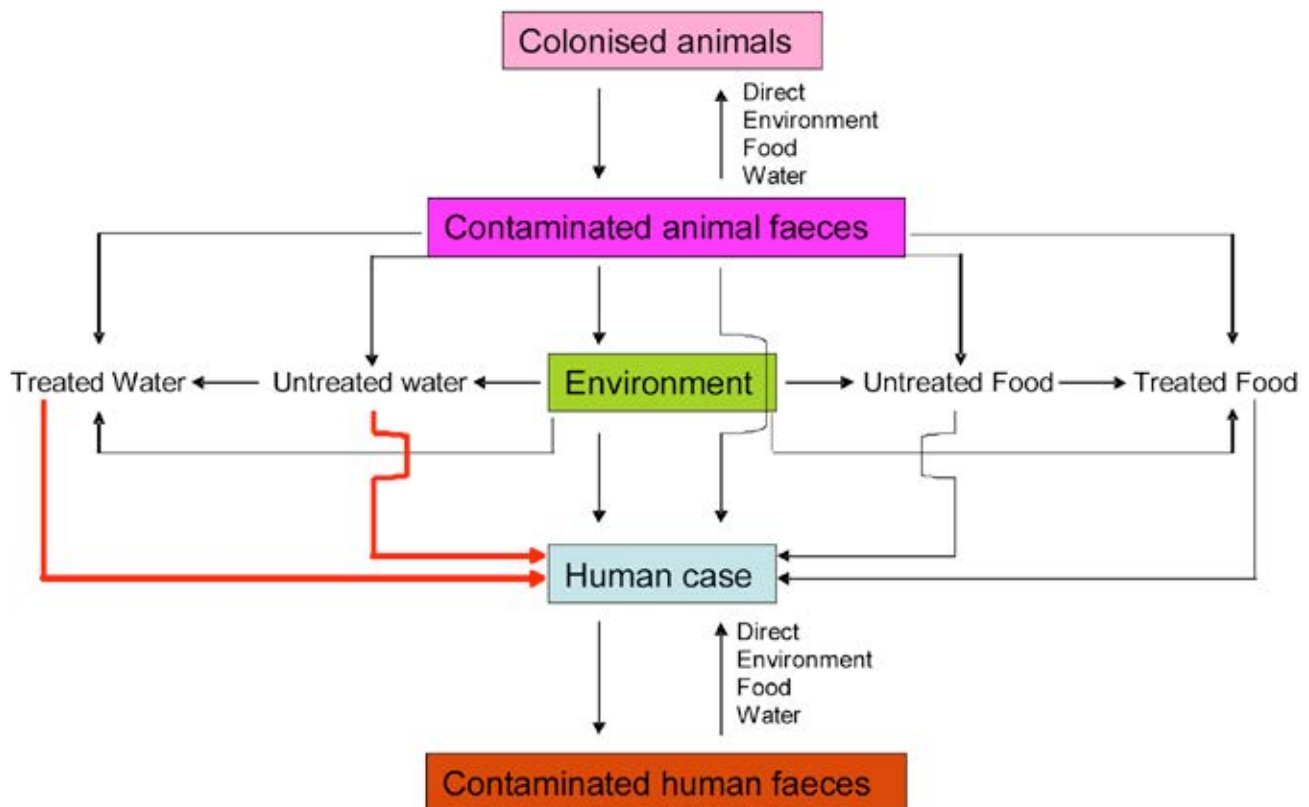 Colonised animals
Direct
Environment
Food
Water
Contaminated animal faeces
Treated Water
Untreated water
Environment
Untreated Food
Treated Food
Human case
Direct
Environment
Food
Water
Contaminated human faeces